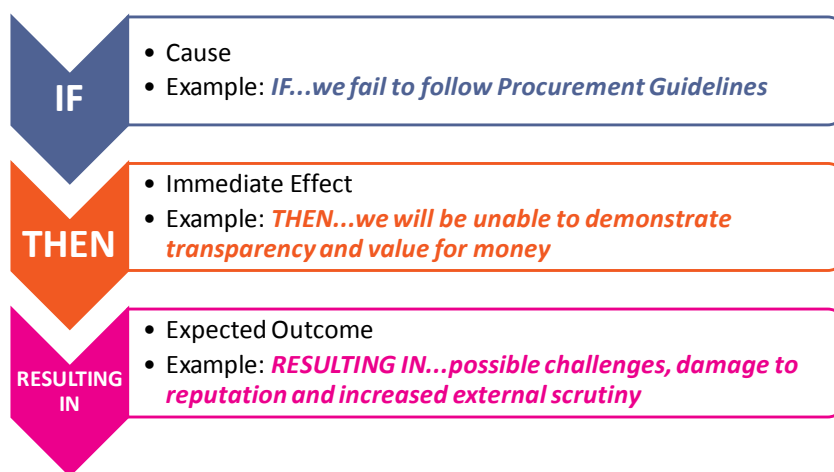 IF
• Cause
• Example: IF...we fail to follow Procurement Guidelines
THEN
• Immediate Effect
• Example: THEN...we will be unable to demonstrate
transparency and value for money
RESULTING
IN
• Expected Outcome
• Example: RESULTING IN...possible challenges, damage to
reputation and increased external scrutiny